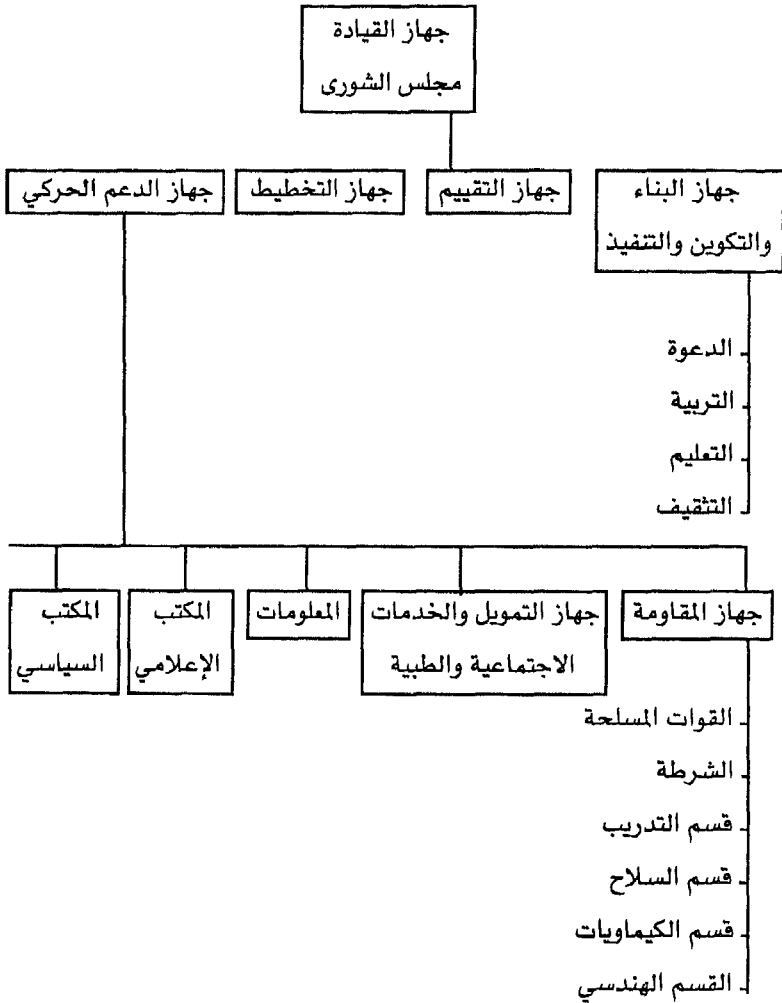 جهاز القيادة
مجلس الشورى
جهاز البناء
والتكوين والتنفيذ
جهاز التقييم
جهاز التخطيط
جهاز الدعم الحركي
الدعوة
التربية
التعليم
التثقيف
جهاز المقاومة
جهاز التمويل والخدمات
الاجتماعية والطبية
المعلومات
المكتب
الإعلامي
المكتب
السياسي
القوات المسلحة
الشرطة
قسم التدريب
قسم السلاح
قسم الكيماويات
القسم الهندسي